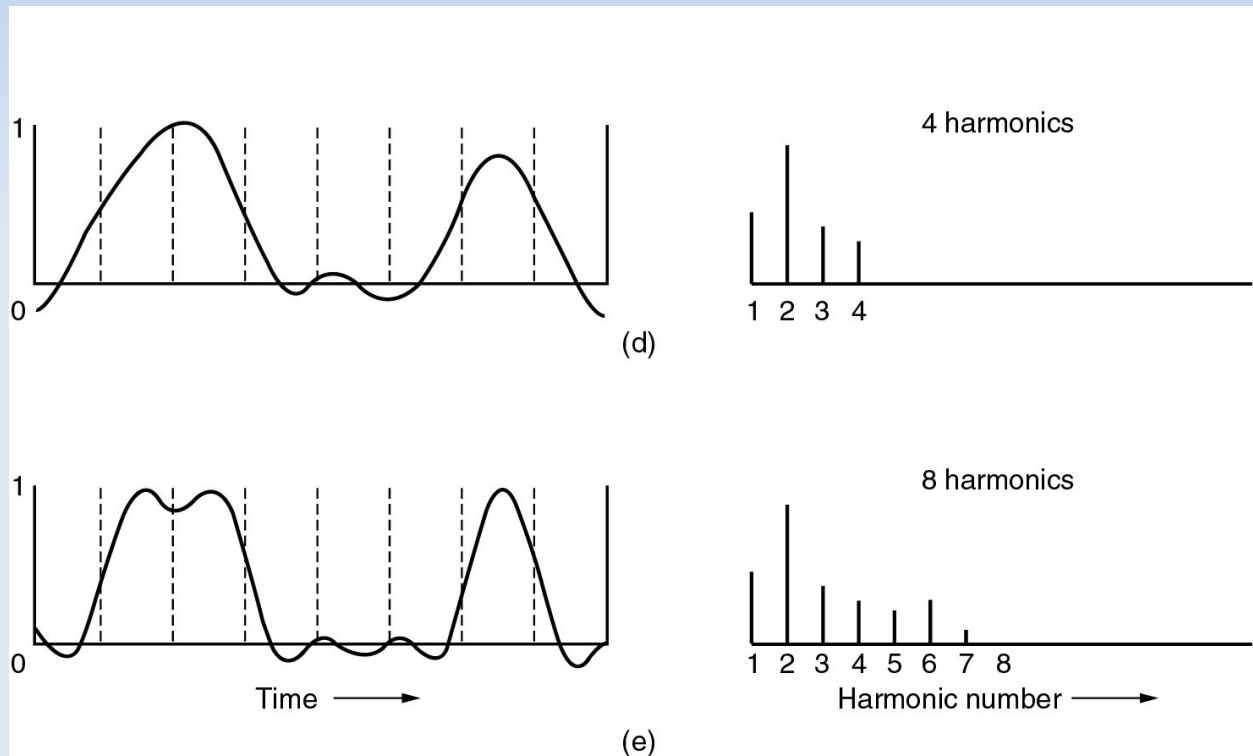 1
0
4 harmonics
1 2 3 4
(d)
1
0
Time
8 harmonics
1 2 3 4 5 6 7 8
Harmonic number
(e)